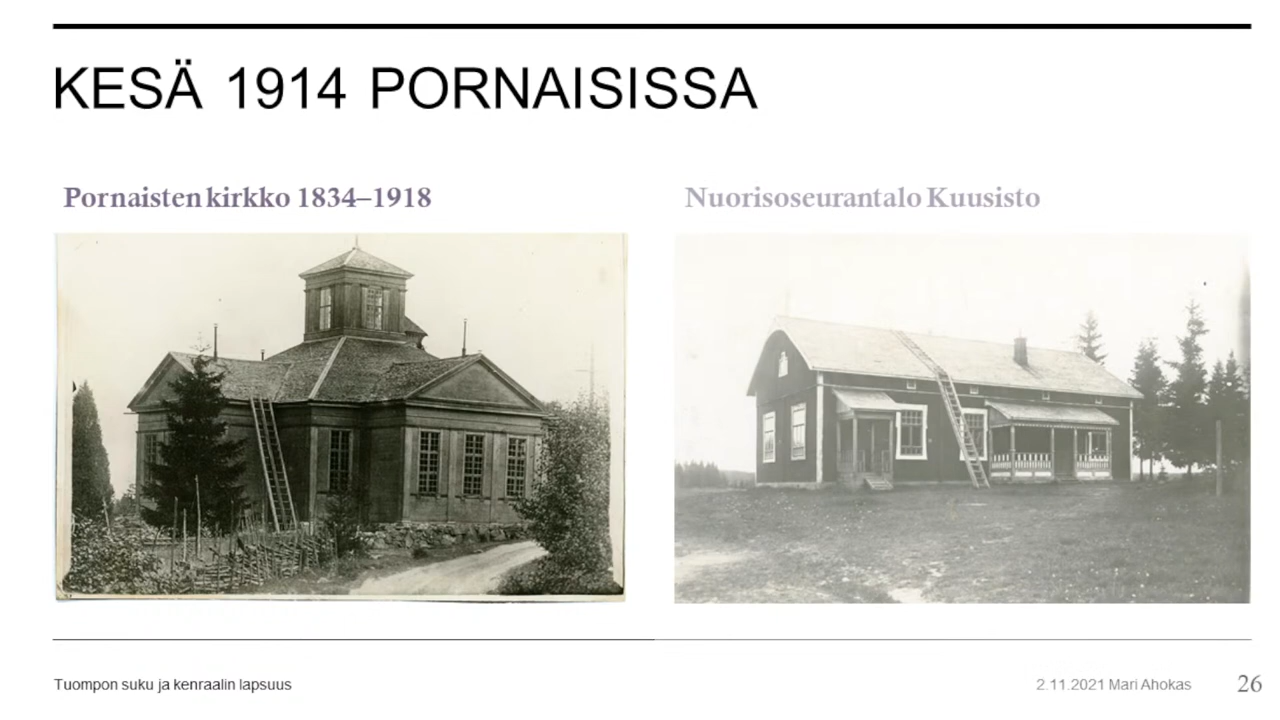 KESÄ 1914 PORNAISISSA
Pornaisten kirkko 1834–1918
Nuorisoseurantalo Kuusisto
Tuompon suku ja kenraalin lapsuus
2.11.2021 Mari Ahokas
26